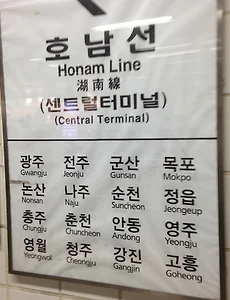 호남선
Honam Line
湖南線
(센트럴터미널)
(Central Terminal)
광주 전주 군산 목포
Gwangju Jeonju Gunsan Mokpo
논산 나주 순천 정읍
Nonsan Naju Suncheon Jeongeup
충주 춘천 안동 영주
Chungju Chuncheon Andong Yeongju
영월 청주 강진 고흥
Yeongwol Cheongju Gangjin Goheong